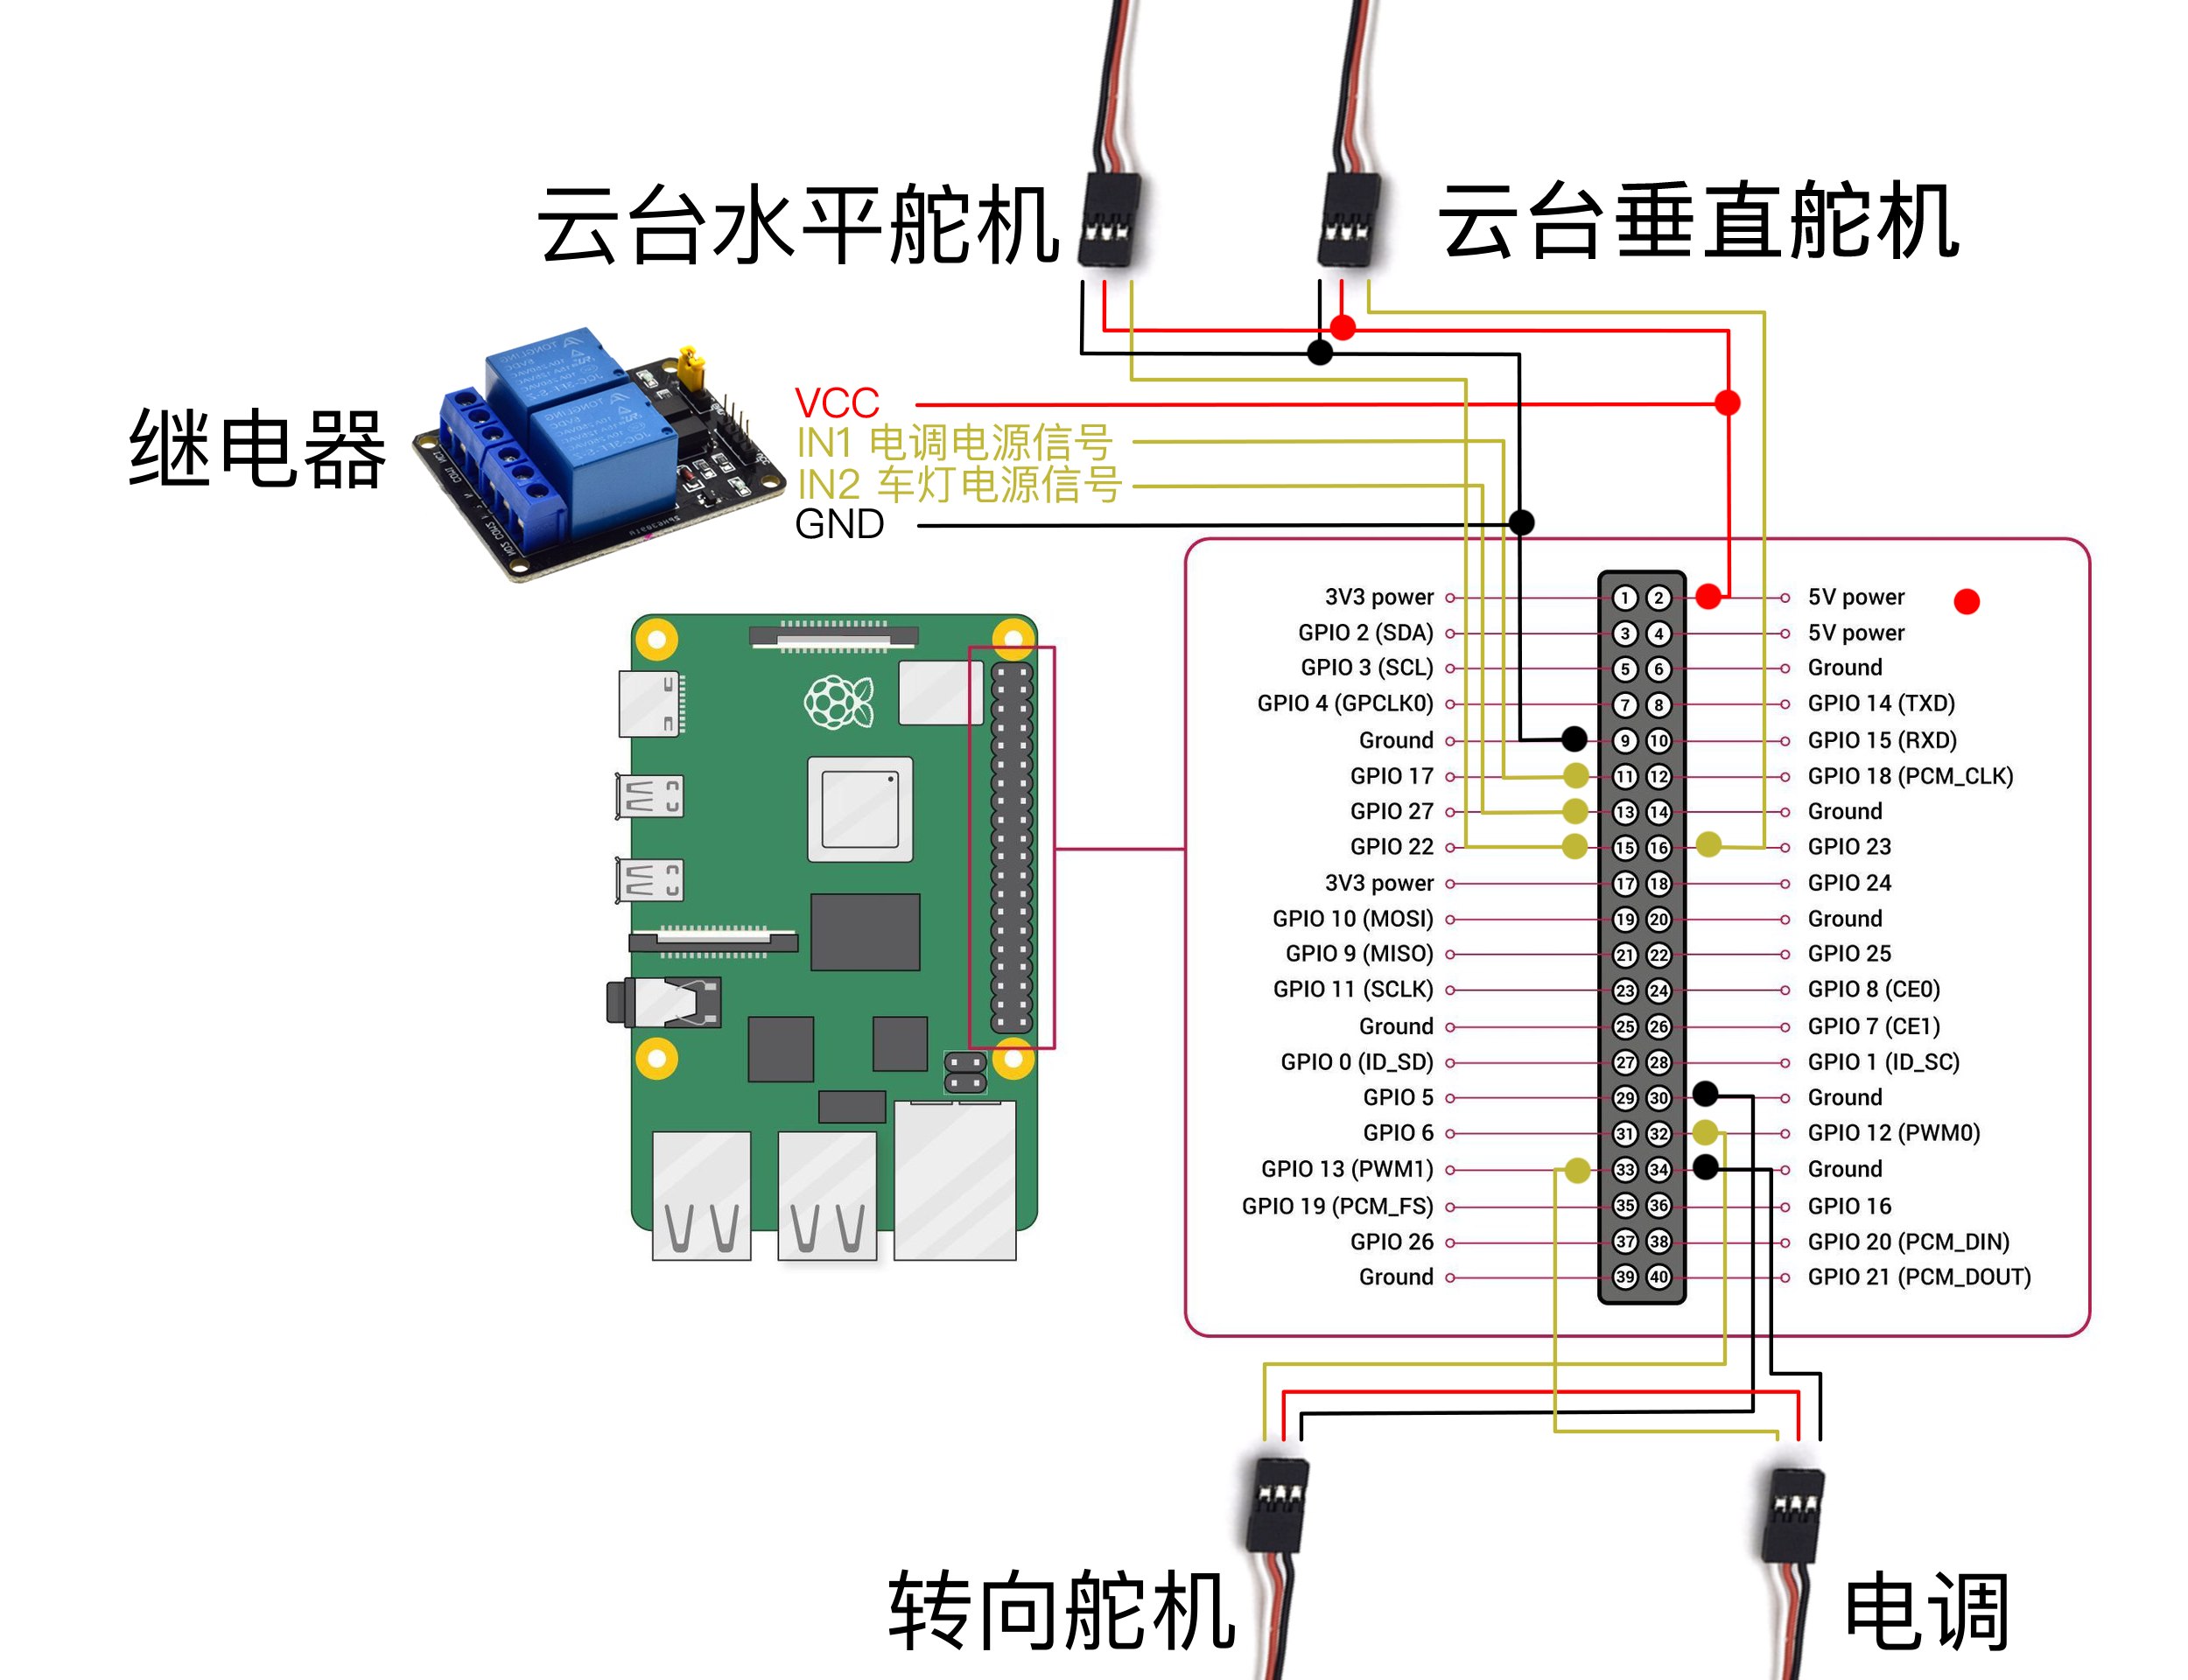 云台水平舵机
云台垂直舵机
继电器
VCC
IN1 电调电源信号
IN2 车灯电源信号
GND
3V3 power 1 2 5V power
GPIO 2 (SDA) 3 4 5V power
GPIO 3 (SCL) 5 6 Ground
GPIO 4 (GPCLK0) 7 8 GPIO 14 (TXD)
Ground 9 10 GPIO 15 (RXD)
GPIO 17 11 12 GPIO 18 (PCM_CLK)
GPIO 27 13 14 Ground
GPIO 22 15 16 GPIO 23
3V3 power 17 18 GPIO 24
GPIO 10 (MOSI) 19 20 Ground
GPIO 9 (MISO) 21 22 GPIO 25
GPIO 11 (SCLK) 23 24 GPIO 8 (CE0)
Ground 25 26 GPIO 7 (CE1)
GPIO 0 (ID_SD) 27 28 GPIO 1 (ID_SC)
GPIO 5 29 30 Ground
GPIO 6 31 32 GPIO 12 (PWM0)
GPIO 13 (PWM1) 33 34 Ground
GPIO 19 (PCM_FS) 35 36 GPIO 16
GPIO 26 37 38 GPIO 20 (PCM_DIN)
Ground 39 40 GPIO 21 (PCM_DOUT)
转向舵机
电调